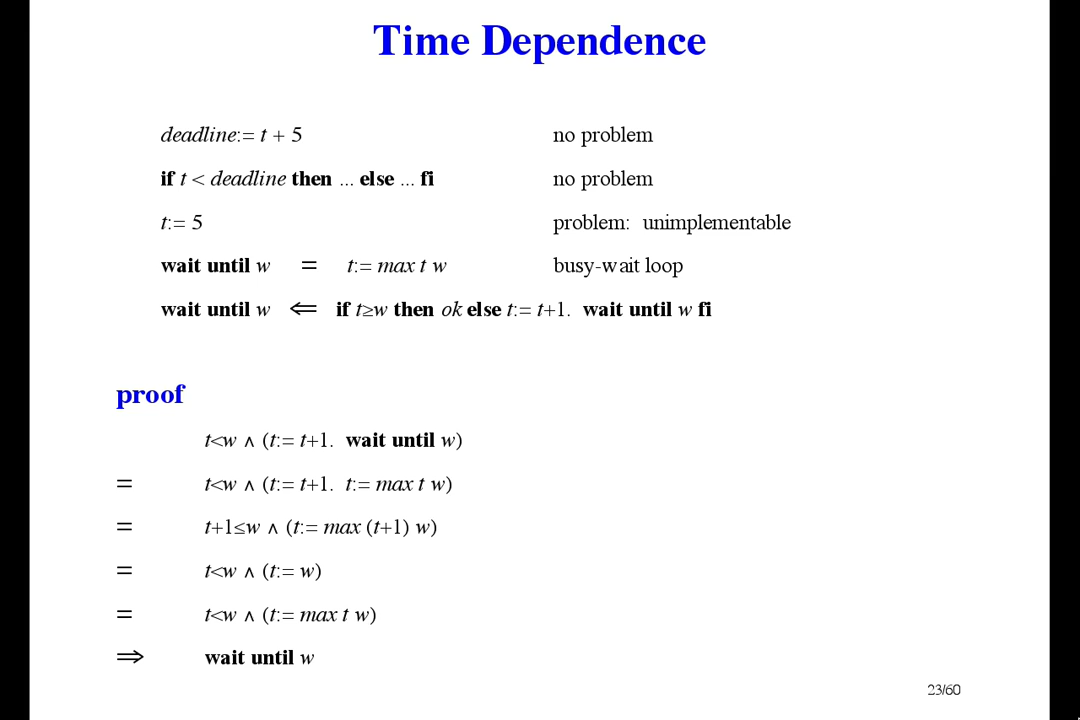 Time Dependence
deadline:= t + 5 no problem
if t < deadline then ... else ... fi no problem
t:= 5 problem: unimplementable
wait until w = t:= max t w busy-wait loop
wait until w ⇐ if t≥w then ok else t:= t+1. wait until w fi
proof
t<w ∧ (t:= t+1. wait until w)
= t<w ∧ (t:= t+1. t:= max t w)
= t+1≤w ∧ (t:= max (t+1) w)
= t<w ∧ (t:= w)
= t<w ∧ (t:= max t w)
⇒ wait until w
23/60